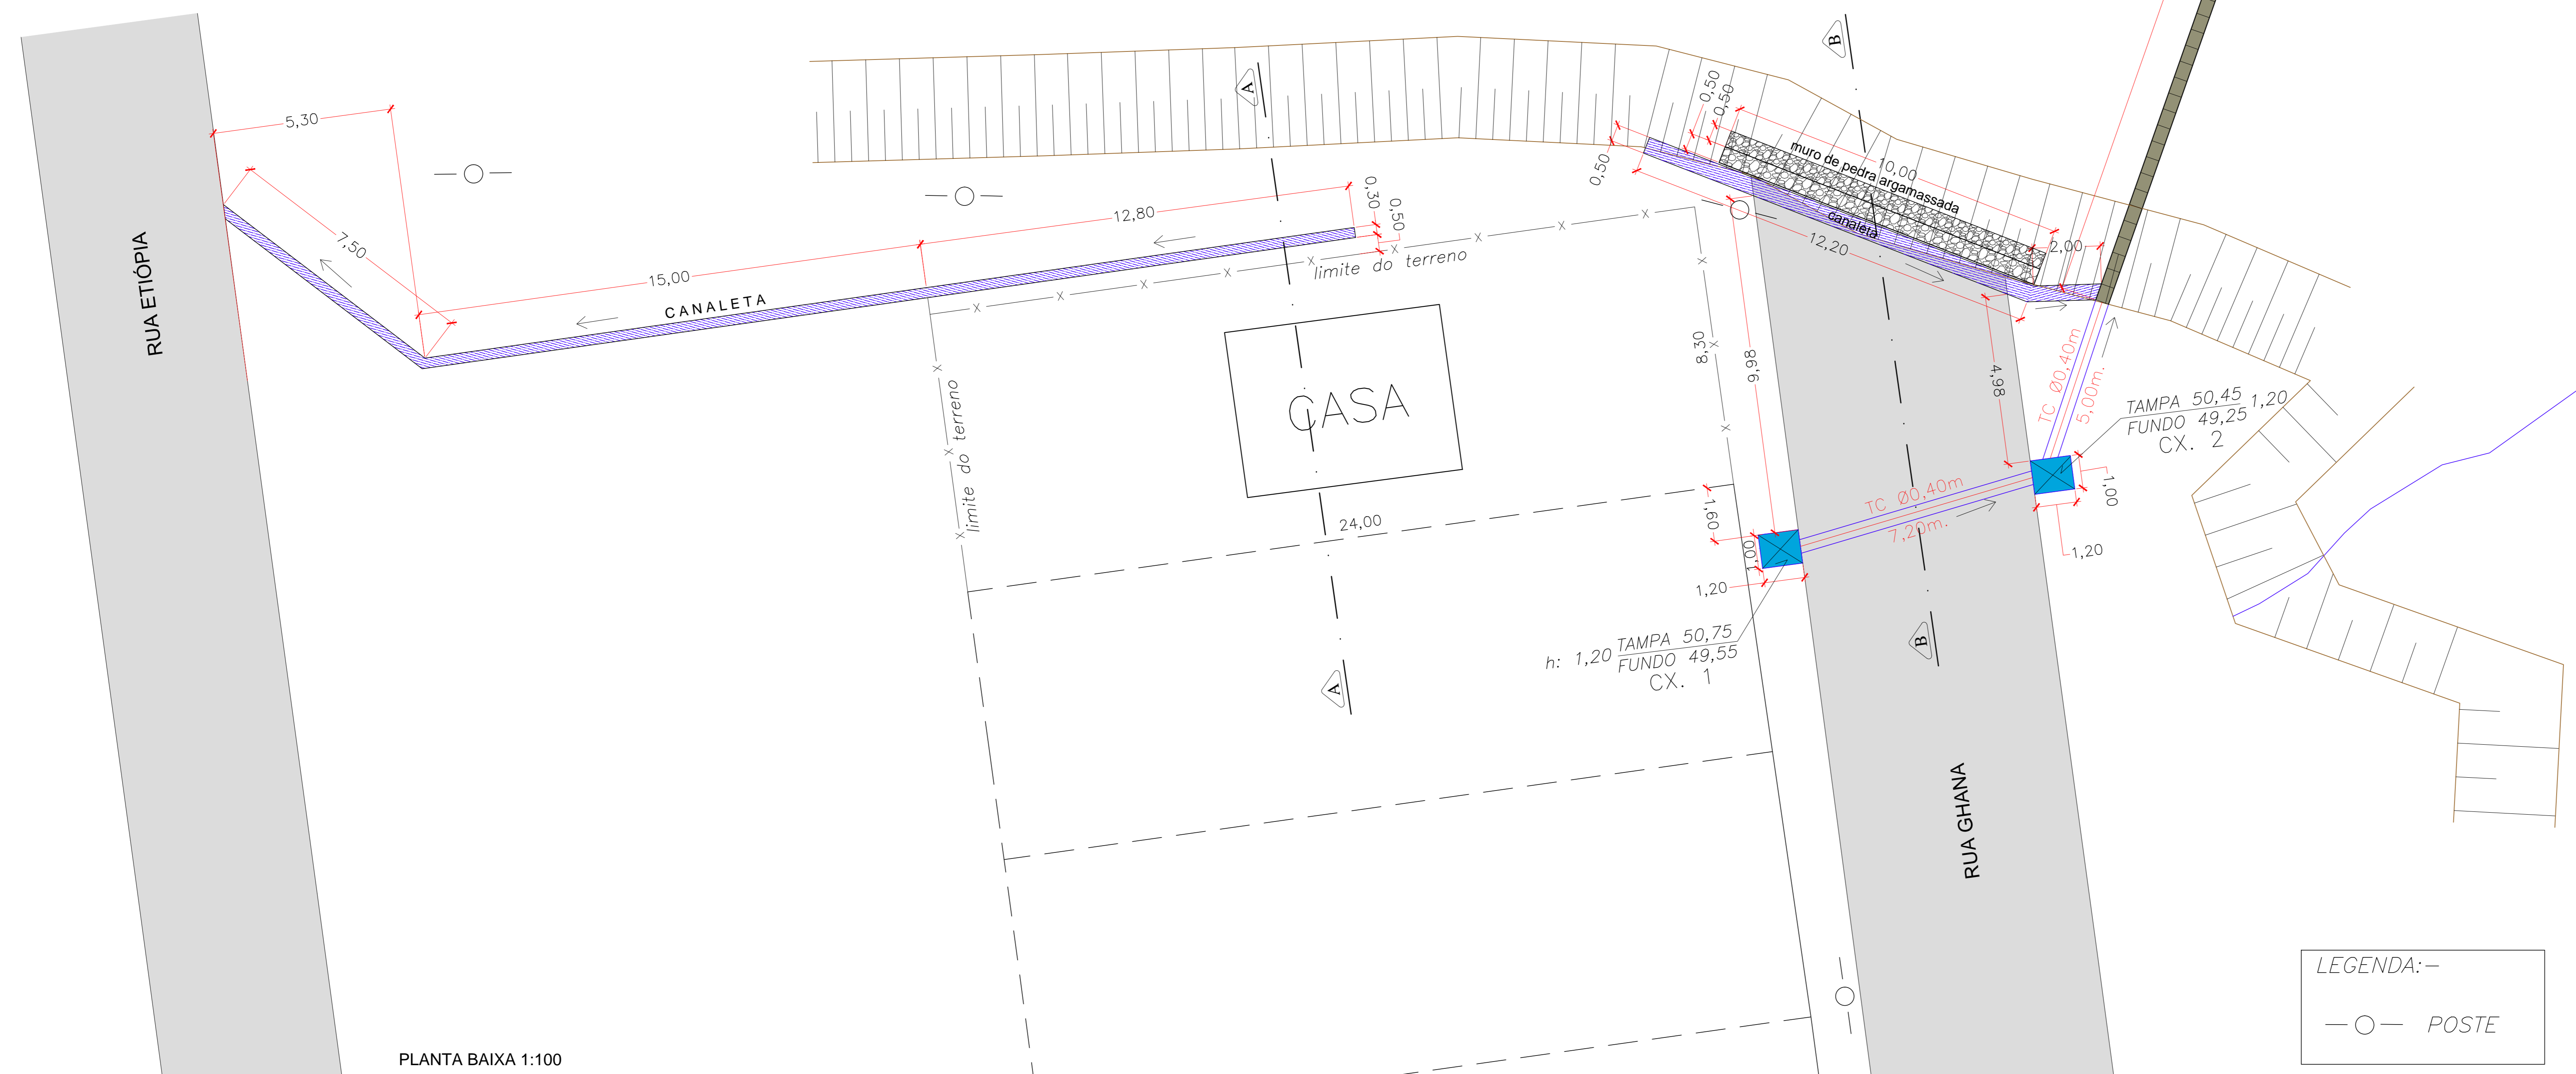 RUA ETIÓPIA
5,30
7,50
15,00
CANALETA
12,80
0,30
0,50
limite do terreno
limite do terreno
A
A
CASA
24,00
8,30
9,98
1,60
1,00
1,20
h: 1,20 TAMPA 50,75
FUNDO 49,55
CX. 1
B
B
0,50
0,50
0,50
10,00
muro de pedra argamassada
canaleta
12,20
2,00
4,98
TC Ø0,40m
5,00m.
TC Ø0,40m
7,20m.
TAMPA 50,45 1,20
FUNDO 49,25
CX. 2
1,00
1,20
RUA GHANA
LEGENDA:-
POSTE
PLANTA BAIXA 1:100